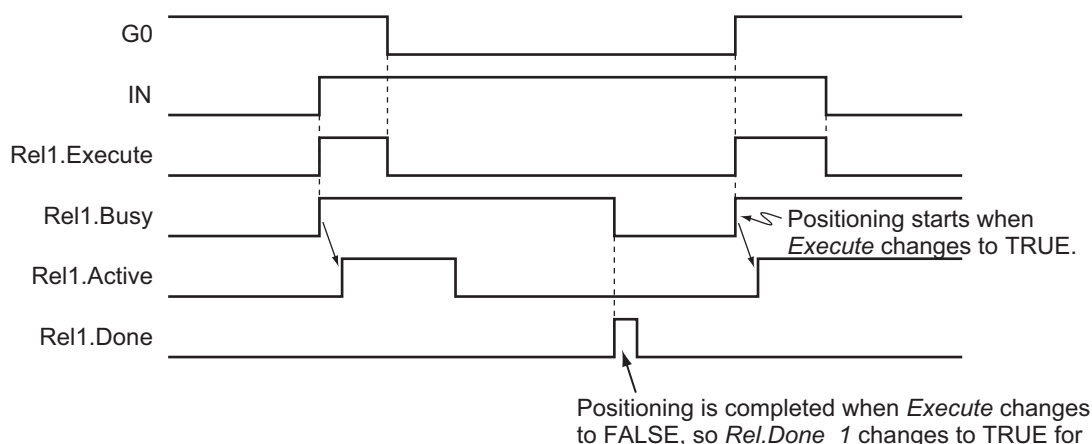 G0
IN
Rel1.Execute
Rel1.Busy
Positioning starts when
Execute changes to TRUE.
Rel1.Active
Rel1.Done
Positioning is completed when Execute changes
to FALSE, so Rel.Done_1 changes to TRUE for